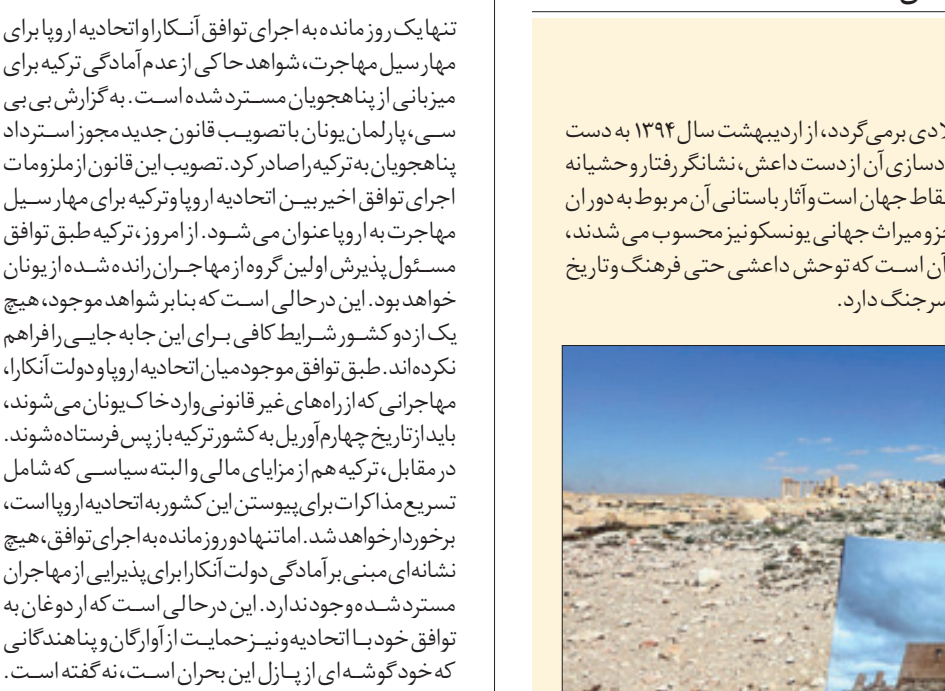 لادی برمی‌گردد، از اردیبهشت سال ۱۳۹۴ به دست
دسازی آن از دست داعش، نشانگر رفتار وحشیانه
قاط جهان است و آثار باستانی آن مربوط به دوران
جزو میراث جهانی یونسکو نیز محسوب می شدند،
آن است که توحش داعشی حتی فرهنگ و تاریخ
سر جنگ دارد.
تنها یک روز مانده به اجرای توافق آنکارا و اتحادیه اروپا برای
مهار سیل مهاجرت، شواهد حاکی از عدم آمادگی ترکیه برای
میزبانی از پناهجویان مسترد شده است. به گزارش بی بی
سی، پارلمان یونان با تصویب قانون جدید مجوز استرداد
پناهجویان به ترکیه را صادر کرد. تصویب این قانون از ملزومات
اجرای توافق اخیر بین اتحادیه اروپا و ترکیه برای مهار سیل
مهاجرت به اروپا عنوان می شود. از امروز، ترکیه طبق توافق
مسئول پذیرش اولین گروه از مهاجران رانده شده از یونان
خواهد بود. این در حالی است که بنابر شواهد موجود، هیچ
یک از دو کشور شرایط کافی برای این جابه جایی را فراهم
نکرده‌اند. طبق توافق موجود میان اتحادیه اروپا و دولت آنکارا،
مهاجرانی که از راه‌های غیر قانونی وارد خاک یونان می شوند،
باید از تاریخ چهارم آوریل به کشور ترکیه باز پس فرستاده شوند.
در مقابل، ترکیه هم از مزایای مالی و البته سیاسی که شامل
تسریع مذاکرات برای پیوستن این کشور به اتحادیه اروپا است،
برخوردار خواهد شد. اما تنها دو روز مانده به اجرای توافق، هیچ
نشانه‌ای مبنی بر آمادگی دولت آنکارا برای پذیرایی از مهاجران
مسترد شده وجود ندارد. این در حالی است که اردوغان به
توافق خود با اتحادیه و نیز حمایت از آوارگان و پناهندگانی
که خود گوشه ای از پازل این بحران است، نه گفته است.